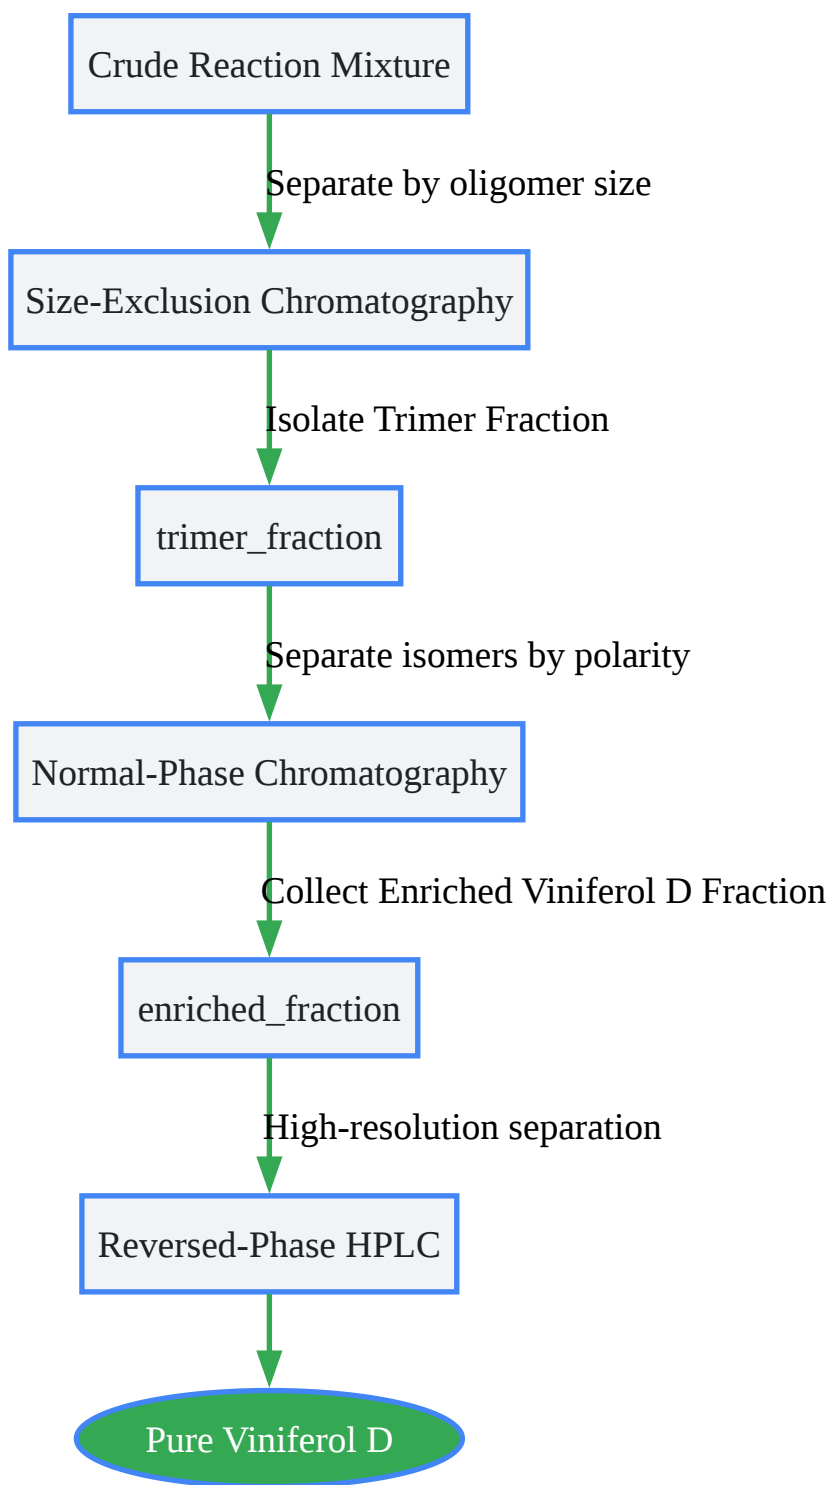 Crude Reaction Mixture
Separate by oligomer size
Size-Exclusion Chromatography
Isolate Trimer Fraction
trimer_fraction
Separate isomers by polarity
Normal-Phase Chromatography
Collect Enriched Viniferol D Fraction
enriched_fraction
High-resolution separation
Reversed-Phase HPLC
Pure Viniferol D